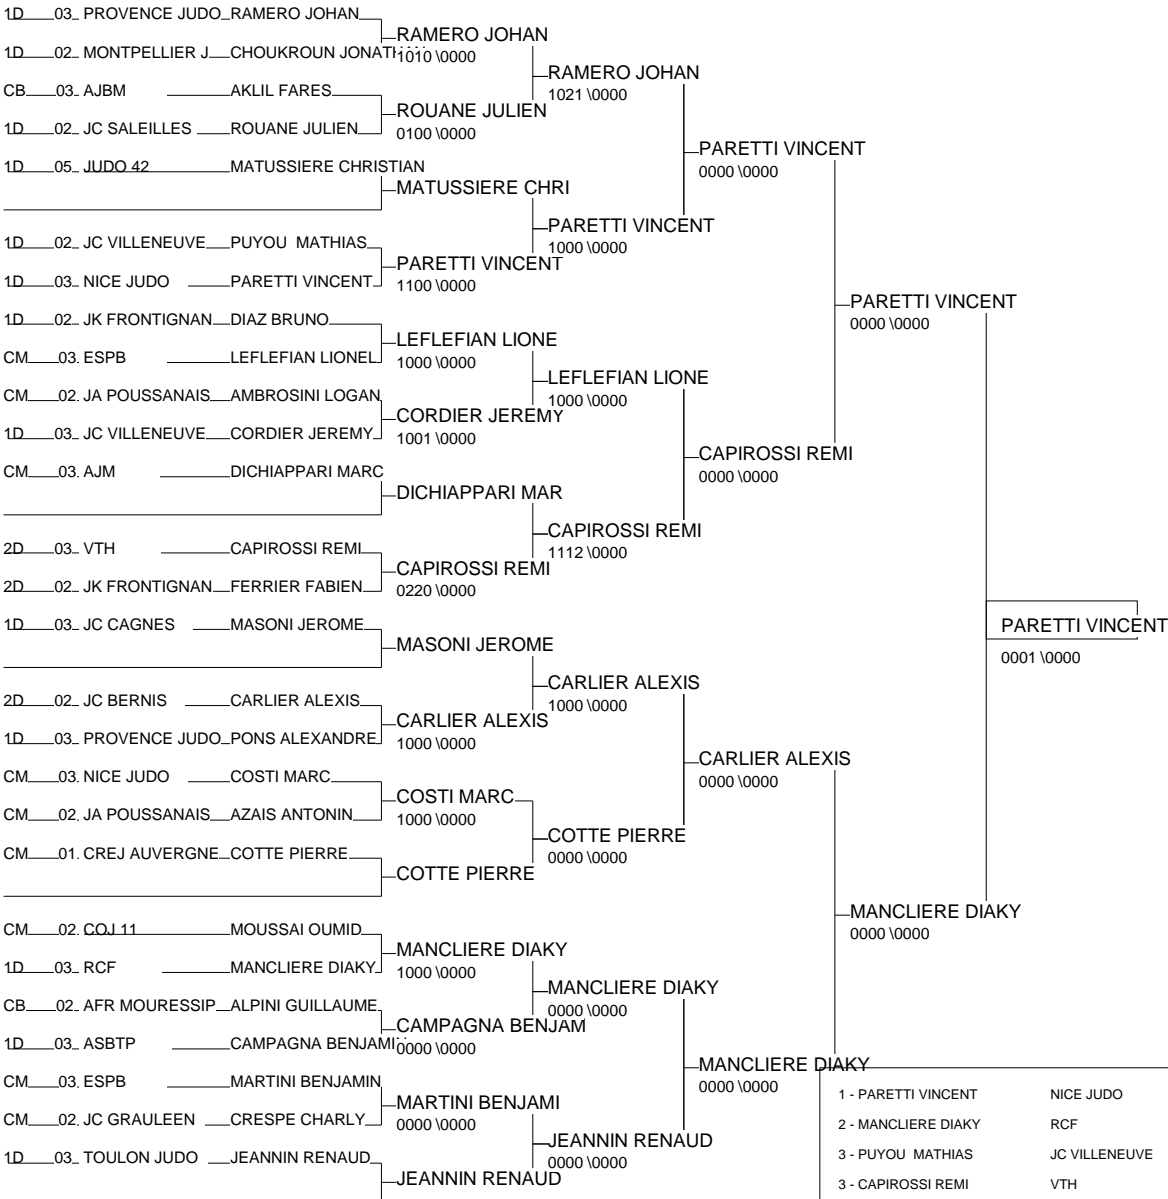 1D 03 PROVENCE JUDO RAMERO JOHAN
RAMERO JOHAN
1D 02 MONTPELLIER J CHOUKROUN JONATH
1010 \0000
RAMERO JOHAN
1021 \0000
CB 03 AJBM AKLIL FARES
ROUANE JULIEN
0100 \0000
1D 02 JC SALEILLES ROUANE JULIEN
PARETTI VINCENT
0000 \0000
1D 05 JUDO 42 MATUSSIERE CHRISTIAN
MATUSSIERE CHRI
PARETTI VINCENT
1000 \0000
1D 02 JC VILLENEUVE PUYOU MATHIAS
PARETTI VINCENT
1100 \0000
1D 03 NICE JUDO PARETTI VINCENT
PARETTI VINCENT
0000 \0000
1D 02 JK FRONTIGNAN DIAZ BRUNO
LEFLEFIAN LIONE
1000 \0000
CM 03 ESPB LEFLEFIAN LIONEL
LEFLEFIAN LIONE
1000 \0000
CM 02 JA POUSSANAIS AMBROSINI LOGAN
CORDIER JEREMY
1001 \0000
1D 03 JC VILLENEUVE CORDIER JEREMY
CAPIROSSI REMI
0000 \0000
CM 03 AJM DICHIAPPARI MARC
DICHIAPPARI MAR
CAPIROSSI REMI
1112 \0000
2D 03 VTH CAPIROSSI REMI
CAPIROSSI REMI
0220 \0000
2D 02 JK FRONTIGNAN FERRIER FABIEN
1D 03 JC CAGNES MASONI JEROME
PARETTI VINCENT
0001 \0000
MASONI JEROME
CARLIER ALEXIS
1000 \0000
2D 02 JC BERNIS CARLIER ALEXIS
CARLIER ALEXIS
1000 \0000
1D 03 PROVENCE JUDO PONS ALEXANDRE
CARLIER ALEXIS
0000 \0000
CM 03 NICE JUDO COSTI MARC
COSTI MARC
1000 \0000
CM 02 JA POUSSANAIS AZAIS ANTONIN
COTTE PIERRE
0000 \0000
CM 01 CREJ AUVERGNE COTTE PIERRE
COTTE PIERRE
MANCLIERE DIAKY
0000 \0000
CM 02 COJ 11 MOUSSAI OUMID
MANCLIERE DIAKY
1000 \0000
1D 03 RCF MANCLIERE DIAKY
MANCLIERE DIAKY
0000 \0000
CB 02 AFR MOURESSIP ALPINI GUILLAUME
CAMPAGNA BENJAM
0000 \0000
1D 03 ASBTP CAMPAGNA BENJAMIN
MANCLIERE DIAKY
0000 \0000
CM 03 ESPB MARTINI BENJAMIN
MARTINI BENJAMI
0000 \0000
CM 02 JC GRAULEEN CRESPE CHARLY
JEANNIN RENAUD
0000 \0000
1D 03 TOULON JUDO JEANNIN RENAUD
JEANNIN RENAUD
1 - PARETTI VINCENT NICE JUDO
2 - MANCLIERE DIAKY RCF
3 - PUYOU MATHIAS JC VILLENEUVE
3 - CAPIROSSI REMI VTH